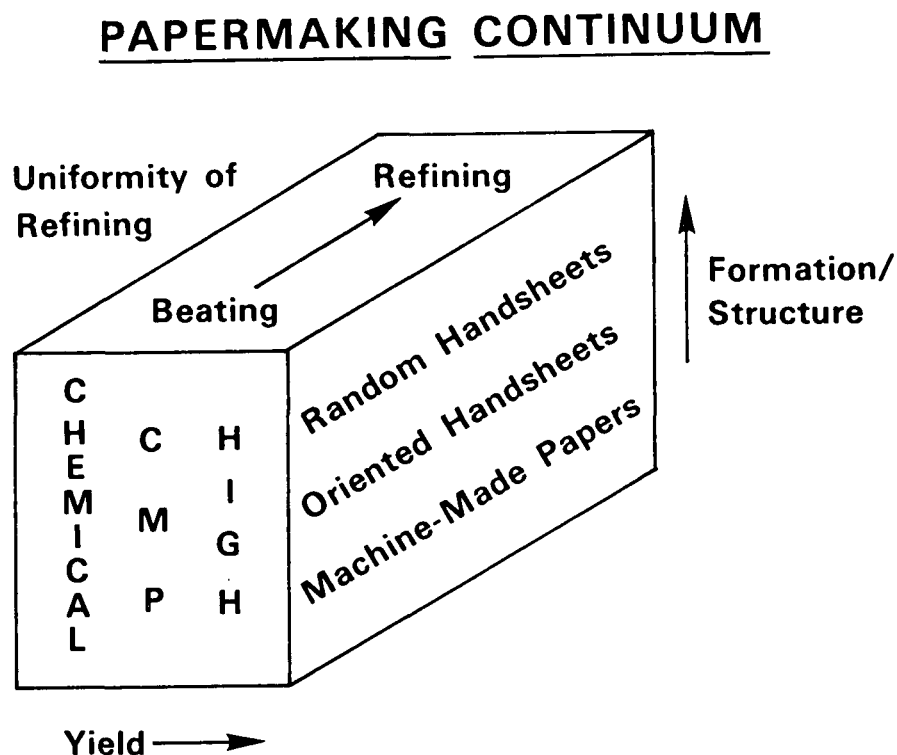 PAPERMAKING CONTINUUM
Uniformity of
Refining
Refining
Beating
Formation/
Structure
CHEMICAL
CMP
HIGH
Random Handsheets
Oriented Handsheets
Machine-Made Papers
Yield